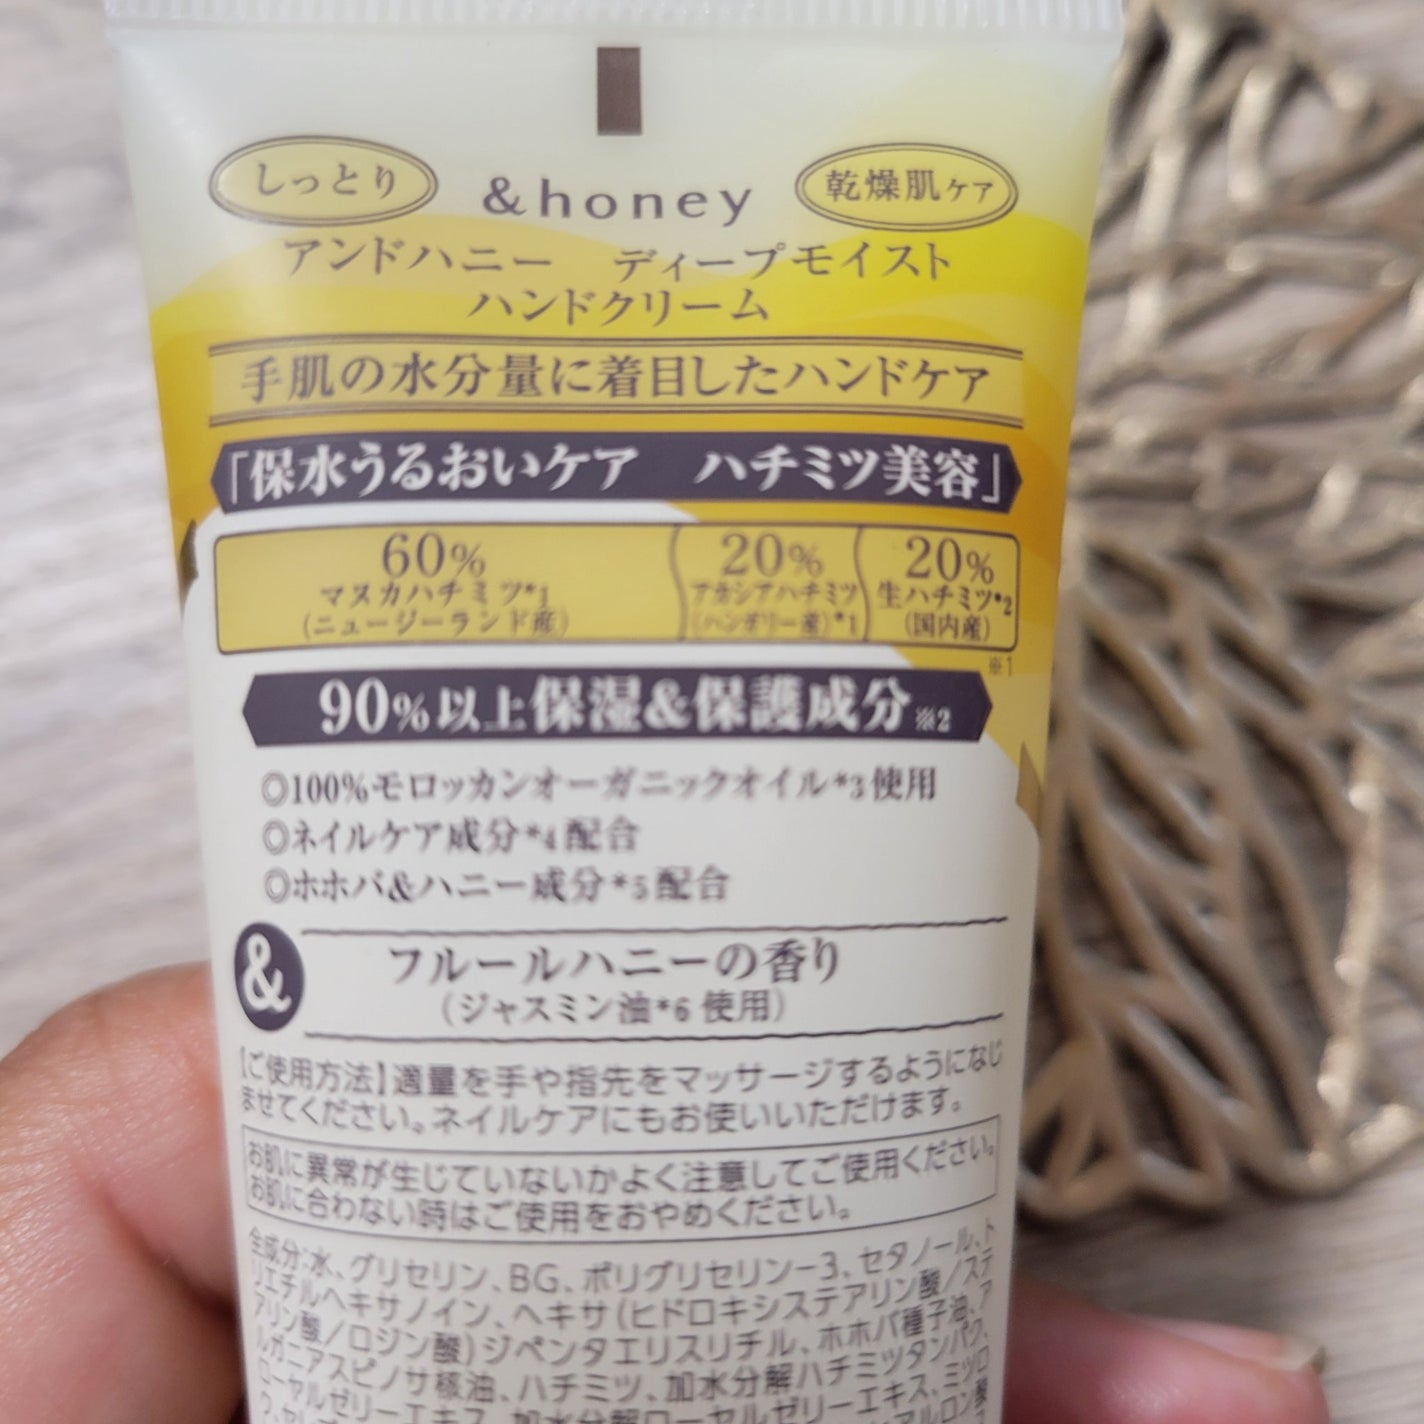 しっとり
&honey
乾燥肌ケア
アンドハニー ディープモイスト
ハンドクリーム
手肌の水分量に着目したハンドケア
「保水うるおいケア ハチミツ美容」
60% 20% 20%
マヌカハチミツ*1 アカシアハチミツ 生ハチミツ*2
(ニュージーランド産) (ハンガリー産)*1 (国内産)
※1
90%以上保湿&保護成分※2
◎100%モロッカンオーガニックオイル*3使用
◎ネイルケア成分*4配合
◎ホホバ&ハニー成分*5配合
&
フルールハニーの香り
(ジャスミン油*6使用)
【ご使用方法】適量を手や指先をマッサージするようになじ
ませてください。ネイルケアにもお使いいただけます。
お肌に異常が生じていないかよく注意してご使用ください。
お肌に合わない時はご使用をおやめください。
全成分:水、グリセリン、BG、ポリグリセリン-3、セタノール、ト
リエチルヘキサノイン、ヘキサ(ヒドロキシステアリン酸/ステ
アリン酸/ロジン酸)ジペンタエリスリチル、ホホバ種子油、ア
ルガニアスピノサ核油、ハチミツ、加水分解ハチミツタンパク、
ローヤルゼリーエキス、加水分解ローヤルゼリーエキス、ミツロ